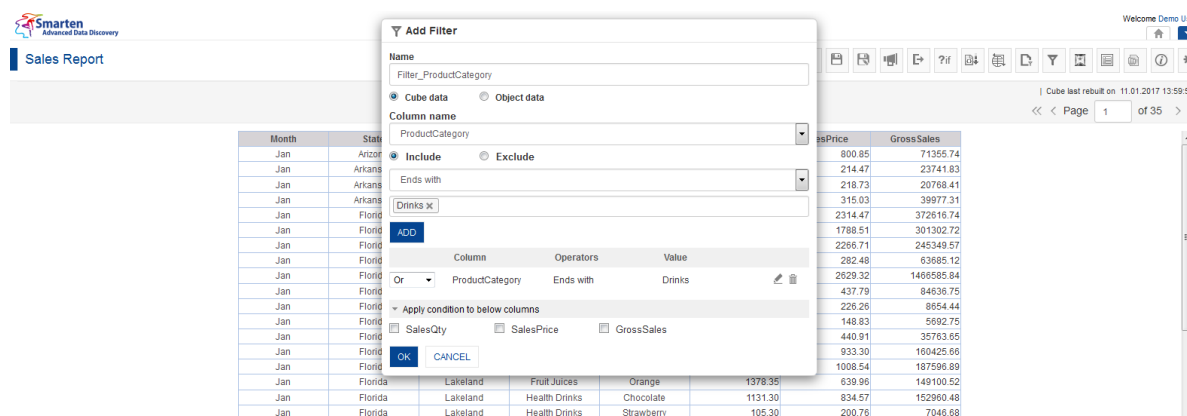 Smarten
Advanced Data Discovery
Welcome Demo U
Sales Report
?if
Cube last rebuilt on 11.01.2017 13:59:5
Page 1 of 35
Add Filter
Name
Filter_ProductCategory
Cube data Object data
Column name
ProductCategory
Include Exclude
Ends with
Drinks
ADD
Column Operators Value
Or ProductCategory Ends with Drinks
Apply condition to below columns
SalesQty SalesPrice GrossSales
OK CANCEL
Month State esPrice GrossSales
Jan Arizon 800.85 71355.74
Jan Arkans 214.47 23741.83
Jan Arkans 218.73 20768.41
Jan Arkans 315.03 39977.31
Jan Florid 2314.47 372616.74
Jan Florid 1788.51 301302.72
Jan Florid 2266.71 245349.57
Jan Florid 282.48 63685.12
Jan Florid 2629.32 1466585.84
Jan Florid 437.79 84636.75
Jan Florid 226.26 8654.44
Jan Florid 148.83 5692.75
Jan Florid 440.91 35763.65
Jan Florid 933.30 160425.66
Jan Florid 1008.54 187596.89
Jan Florida Lakeland Fruit Juices Orange 1378.35 639.96 149100.52
Jan Florida Lakeland Health Drinks Chocolate 1131.30 834.57 152960.48
Jan Florida Lakeland Health Drinks Strawberry 105.30 200.76 7046.68